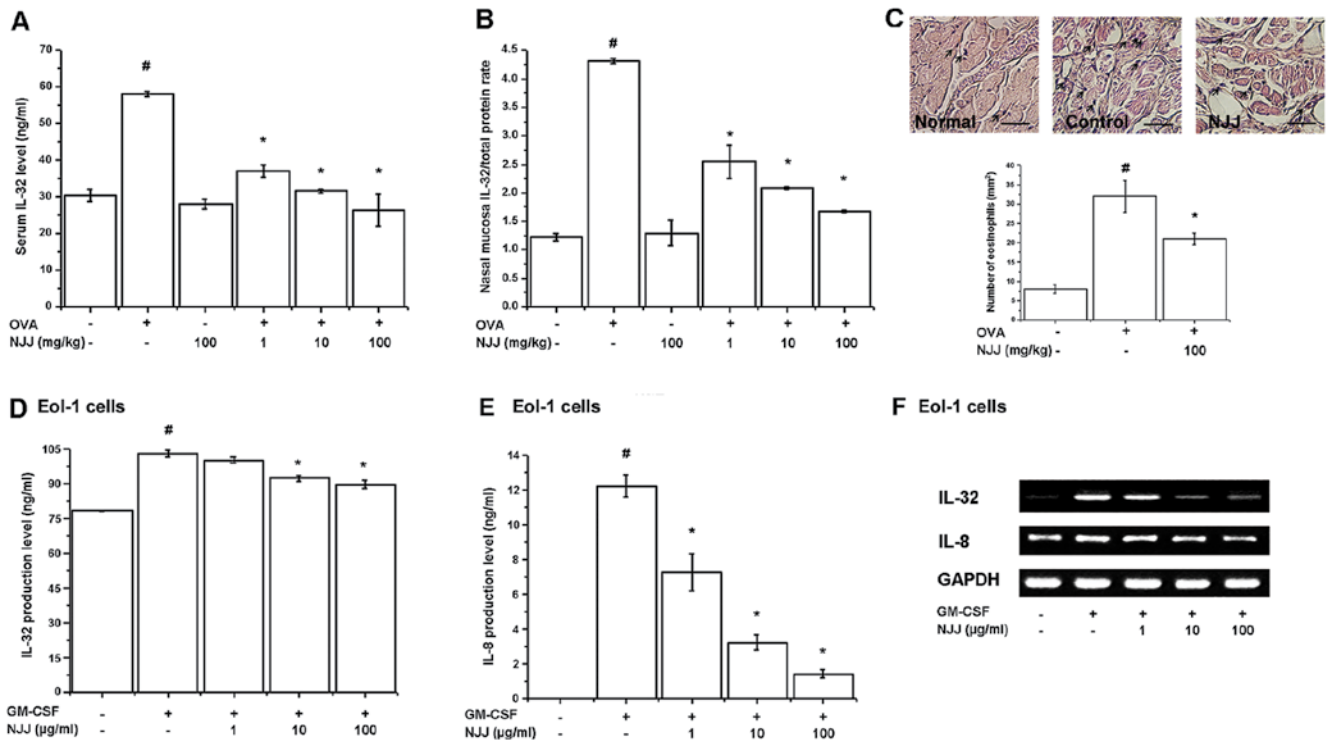 A
Serum IL-32 level (ng/ml)
70
60
50
40
30
20
10
0
#
*
*
*
OVA - + - + + +
NJJ (mg/kg) - - 100 1 10 100
B
Nasal mucosa IL-32/total protein rate
4.5
4.0
3.5
3.0
2.5
2.0
1.5
1.0
0.5
0.0
#
*
*
*
OVA - + - + + +
NJJ (mg/kg) - - 100 1 10 100
C
Normal
Control
NJJ
Number of eosinophils (mm²)
40
35
30
25
20
15
10
5
0
#
*
OVA - + +
NJJ (mg/kg) - - 100
D Eol-1 cells
IL-32 production level (ng/ml)
105
90
75
60
45
30
15
0
#
*
*
GM-CSF - + + + +
NJJ (µg/ml) - - 1 10 100
E Eol-1 cells
IL-8 production level (ng/ml)
14
12
10
8
6
4
2
0
#
*
*
*
GM-CSF - + + + +
NJJ (µg/ml) - - 1 10 100
F Eol-1 cells
IL-32
IL-8
GAPDH
GM-CSF - + + + +
NJJ (µg/ml) - - 1 10 100